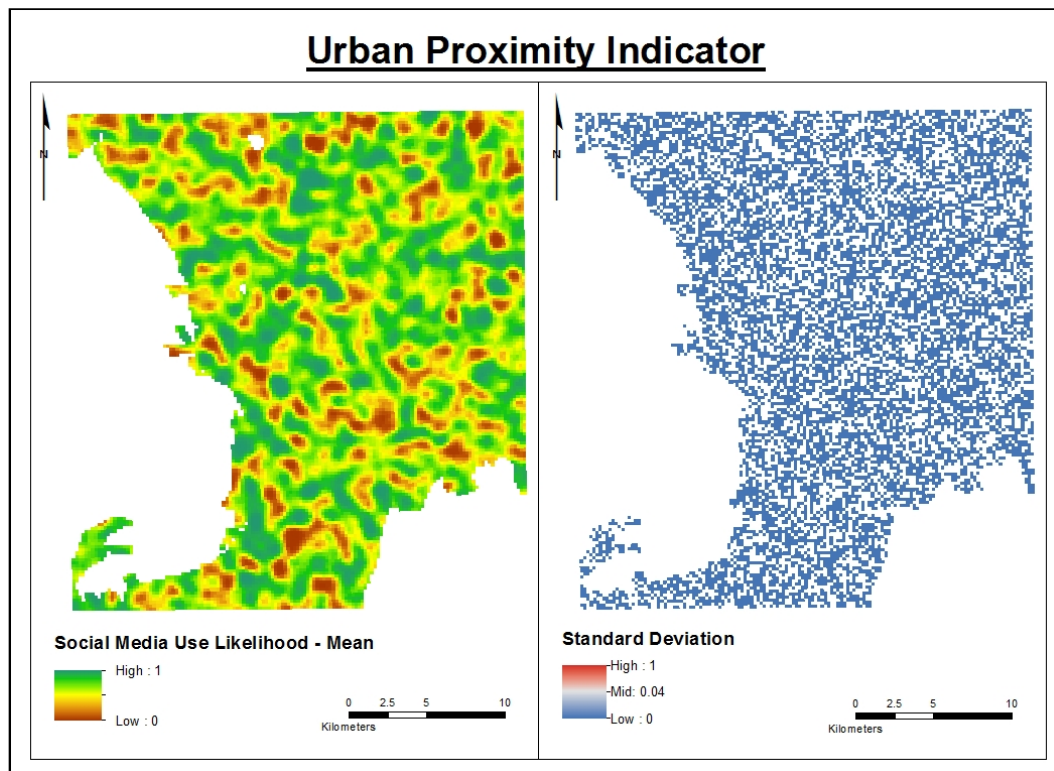 Urban Proximity Indicator
N
N
Social Media Use Likelihood - Mean
High : 1
Low : 0
0 2.5 5 10
Kilometers
Standard Deviation
High : 1
Mid: 0.04
Low : 0
0 2.5 5 10
Kilometers